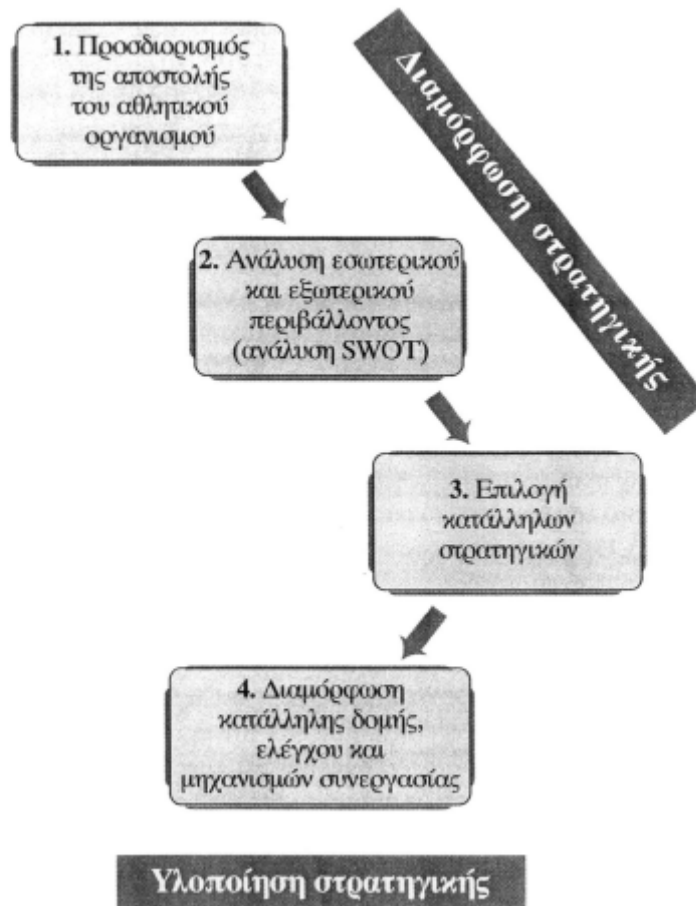 1. Προσδιορισμός
της αποστολής
του αθλητικού
οργανισμού
Διαμόρφωση στρατηγικής
2. Ανάλυση εσωτερικού
και εξωτερικού
περιβάλλοντος
(ανάλυση SWOT)
3. Επιλογή
κατάλληλων
στρατηγικών
4. Διαμόρφωση
κατάλληλης δομής,
ελέγχου και
μηχανισμών συνεργασίας
Υλοποίηση στρατηγικής